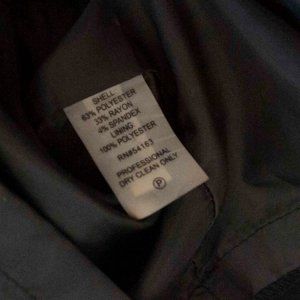 SHELL:
63% POLYESTER
33% RAYON
4% SPANDEX
LINING:
100% POLYESTER
RN#54163
PROFESSIONAL
DRY CLEAN ONLY
P